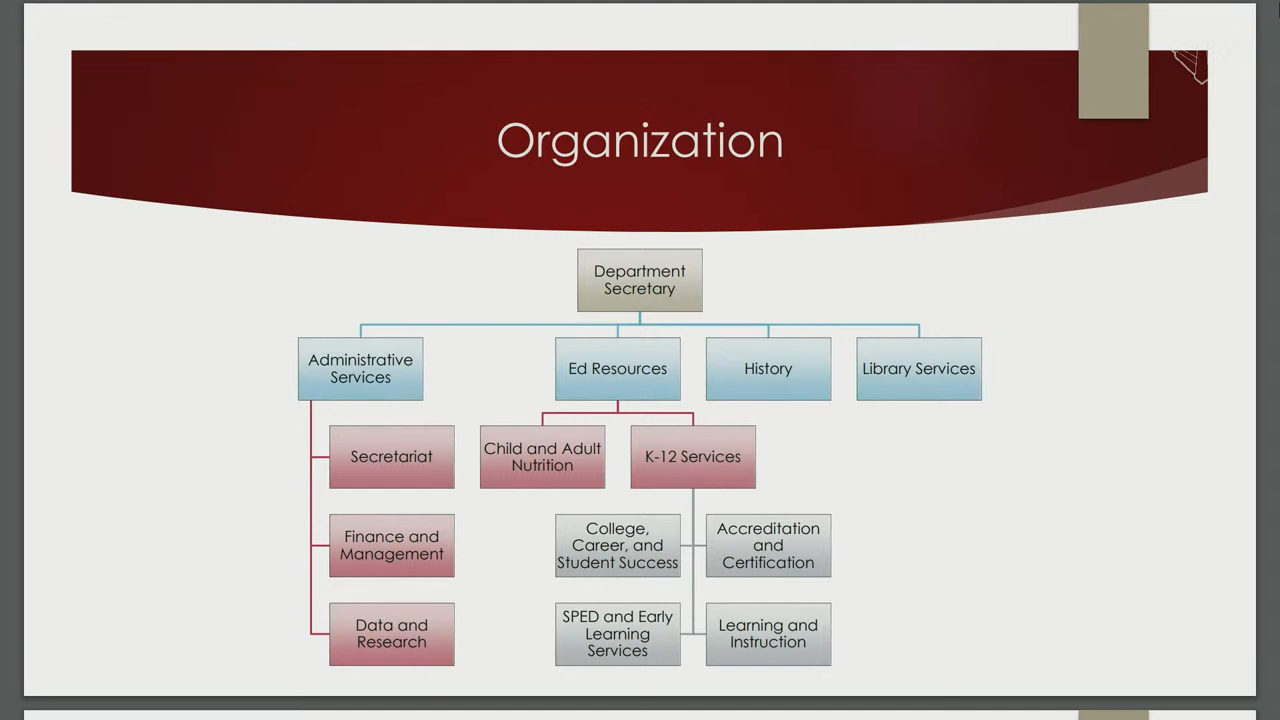 Organization
Department
Secretary
Administrative
Services
Ed Resources
History
Library Services
Secretariat
Child and Adult
Nutrition
K-12 Services
Finance and
Management
College,
Career, and
Student Success
Accreditation
and
Certification
Data and
Research
SPED and Early
Learning
Services
Learning and
Instruction